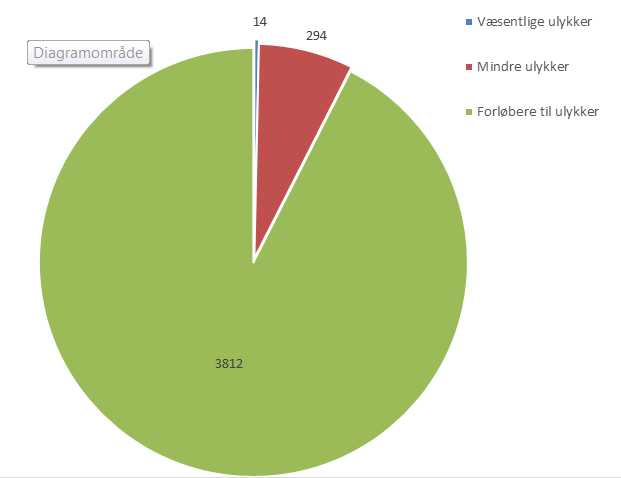 14
Væsentlige ulykker
294
Diagramområde
Mindre ulykker
Forløbere til ulykker
3812